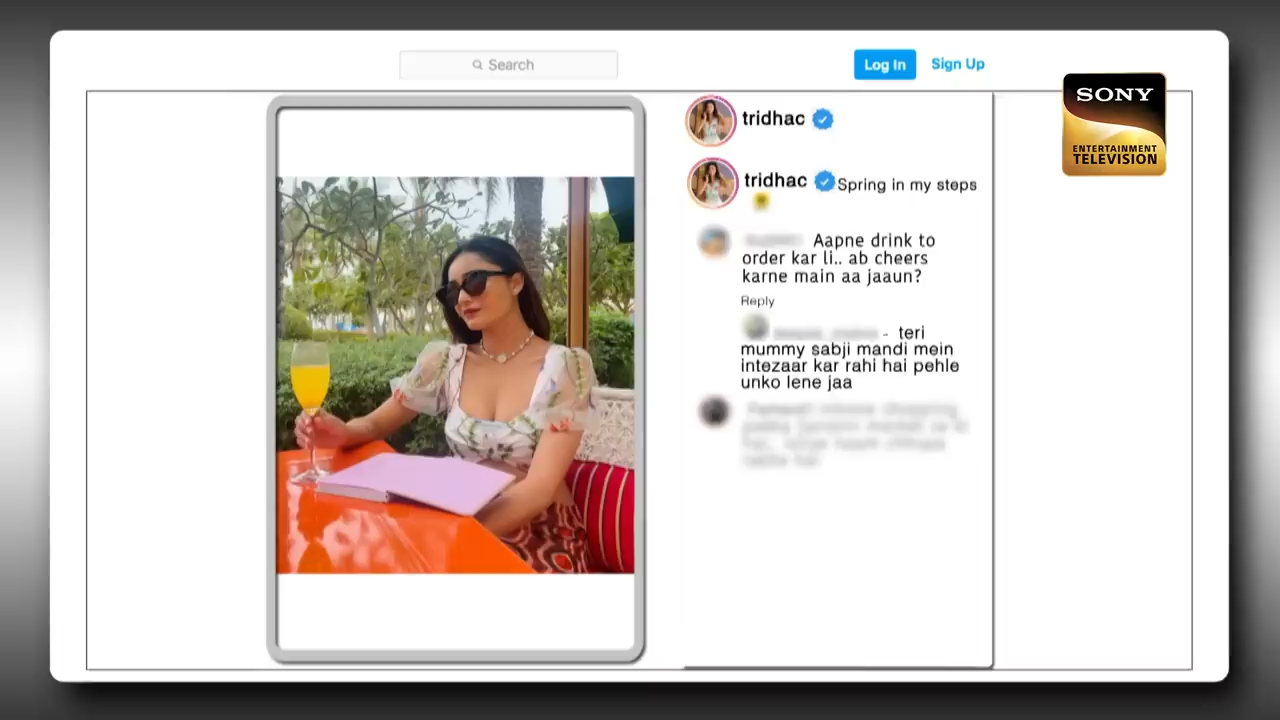 Search
Log In
Sign Up
SONY
ENTERTAINMENT
TELEVISION
tridhac
tridhac Spring in my steps
Aapne drink to
order kar li.. ab cheers
karne main aa jaaun?
Reply
- teri
mummy sabji mandi mein
intezaar kar rahi hai pehle
unko lene jaa